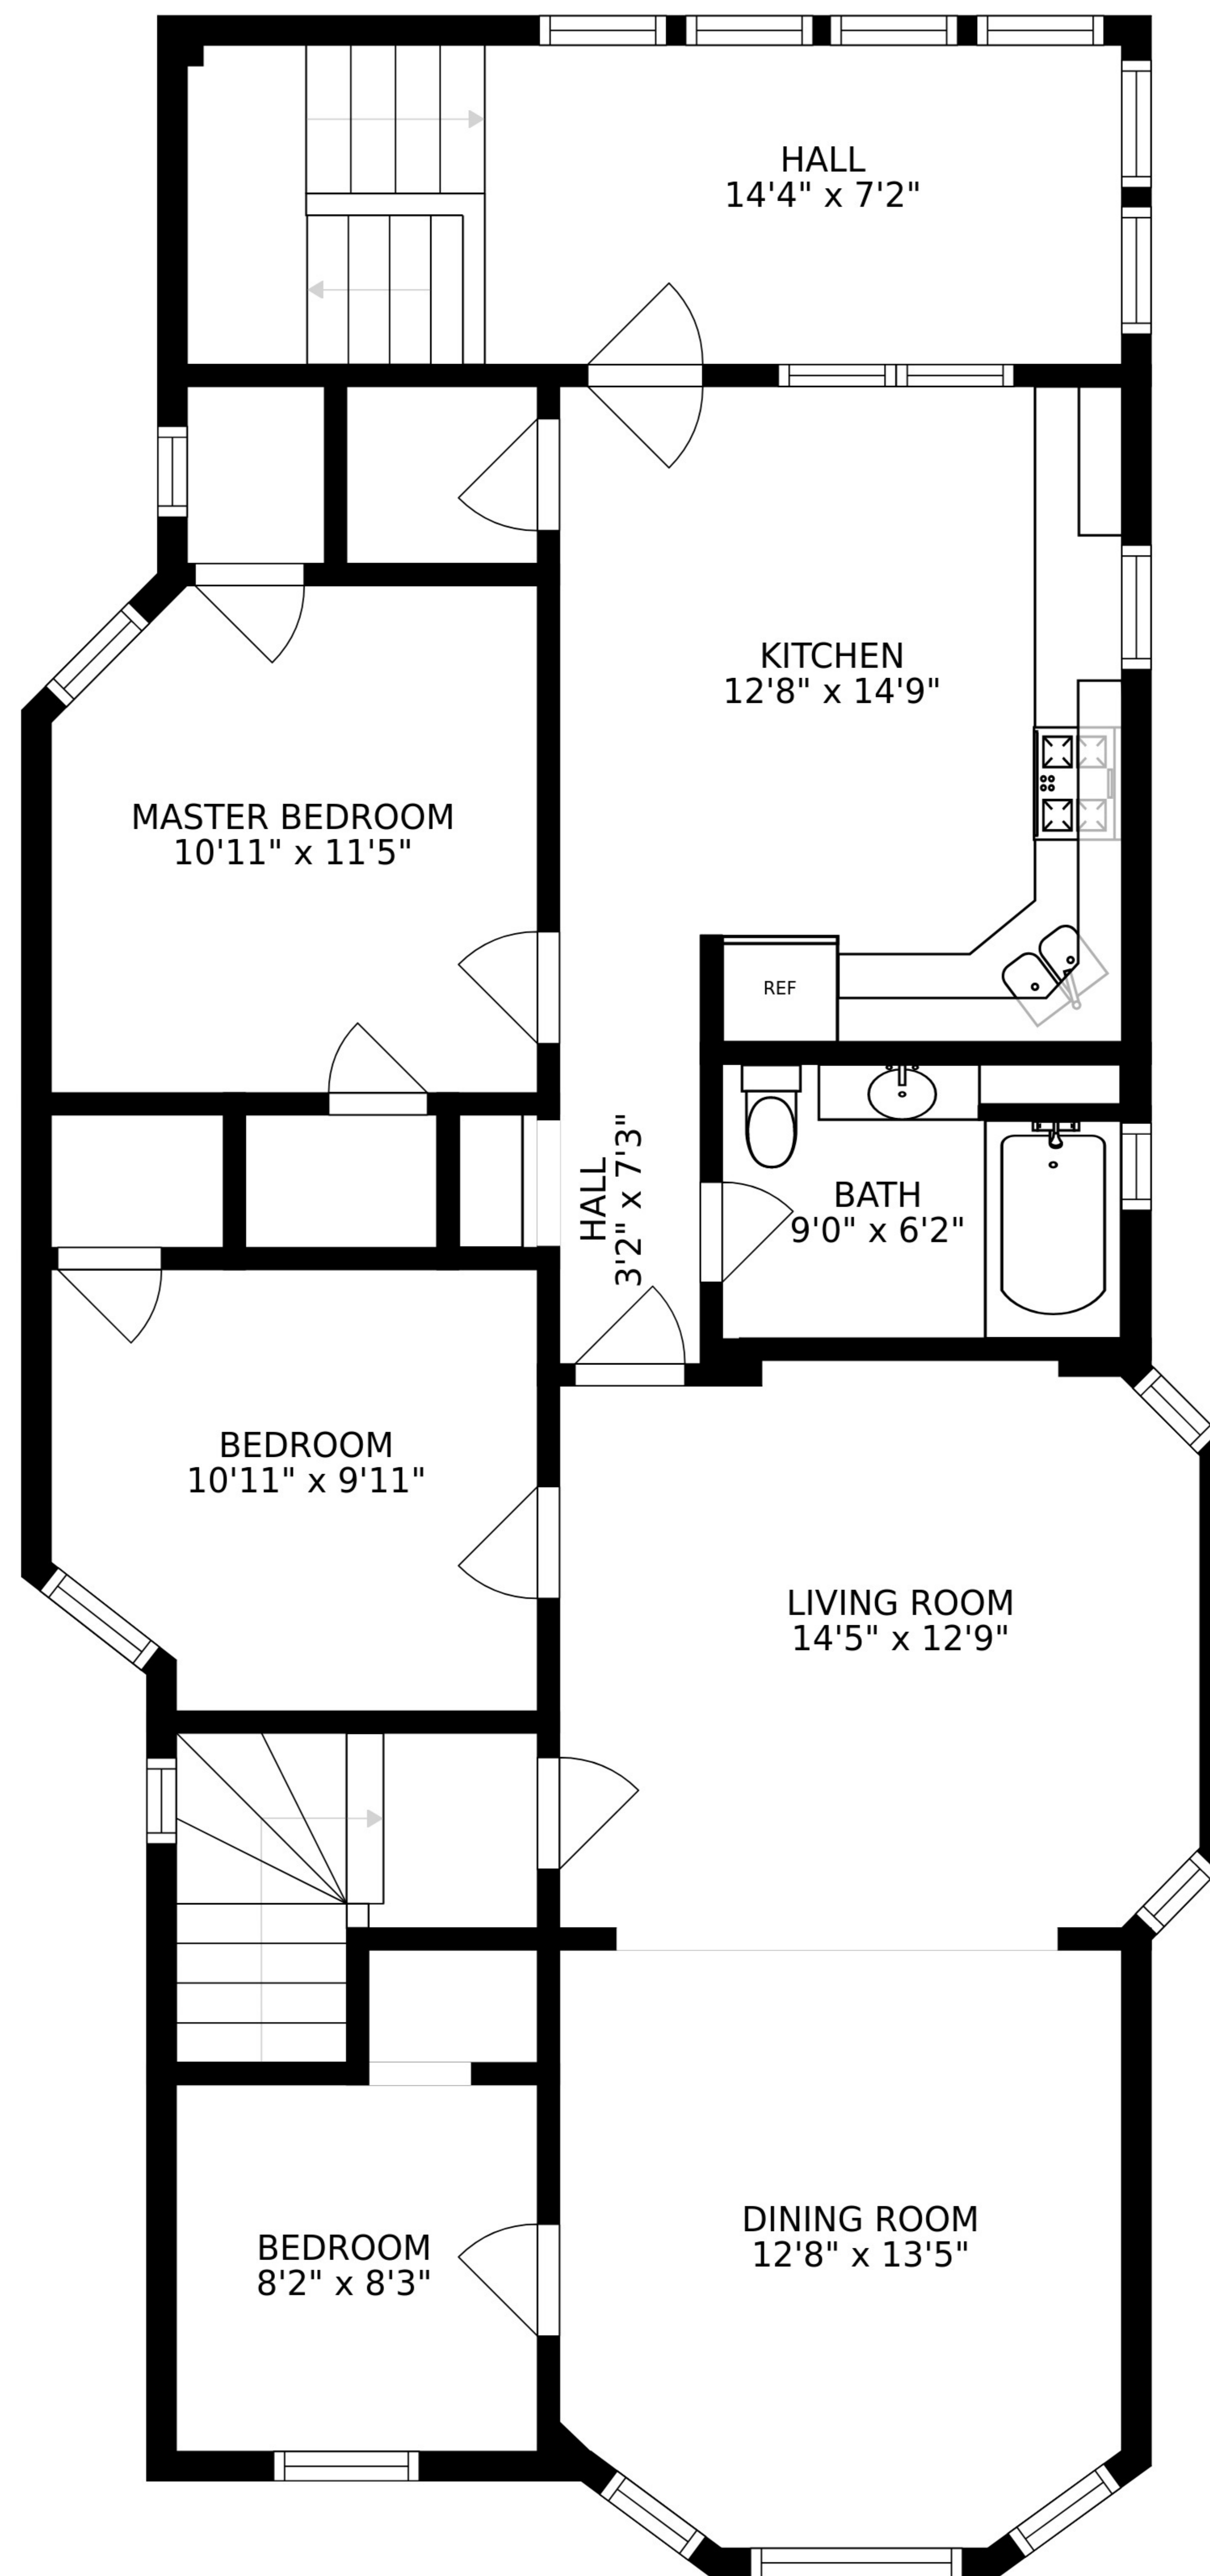 HALL
14'4" x 7'2"
KITCHEN
12'8" x 14'9"
MASTER BEDROOM
10'11" x 11'5"
REF
HALL
3'2" x 7'3"
BATH
9'0" x 6'2"
BEDROOM
10'11" x 9'11"
LIVING ROOM
14'5" x 12'9"
DINING ROOM
12'8" x 13'5"
BEDROOM
8'2" x 8'3"